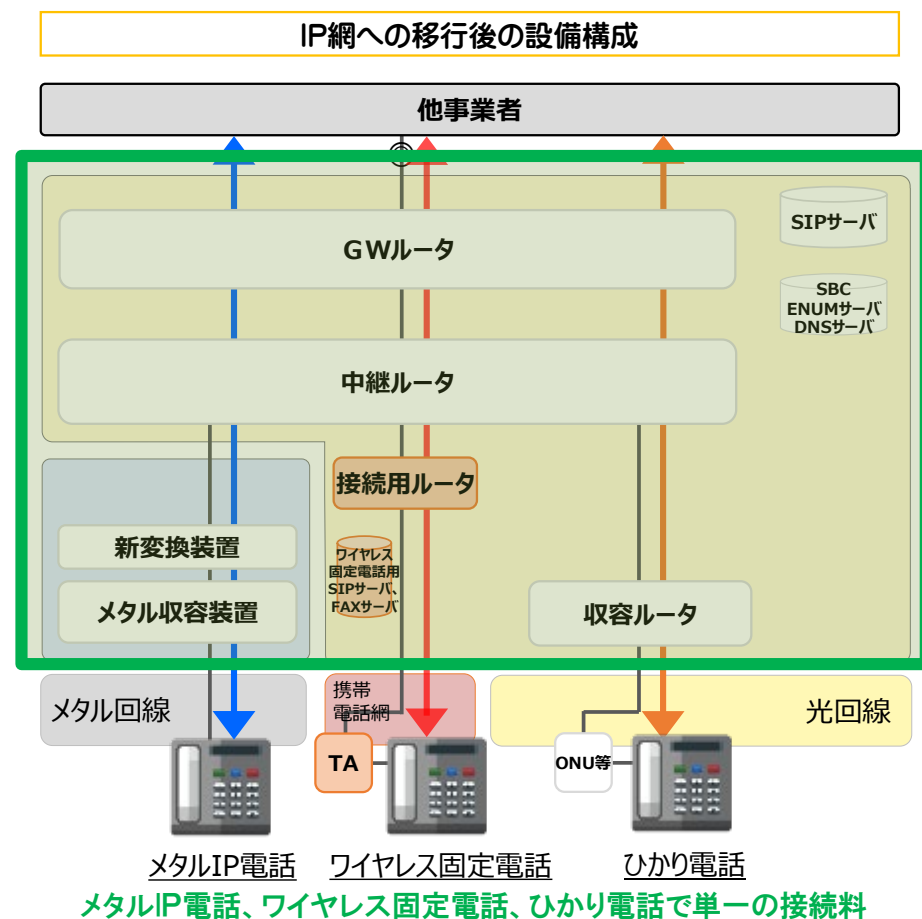 IP網への移行後の設備構成
他事業者
SIPサーバ
GWルータ
SBC
ENUMサーバ
DNSサーバ
中継ルータ
接続用ルータ
新変換装置
ワイヤレス
固定電話用
SIPサーバ、
FAXサーバ
メタル収容装置
収容ルータ
メタル回線
携帯
電話網
光回線
TA
ONU等
メタルIP電話
ワイヤレス固定電話
ひかり電話
メタルIP電話、ワイヤレス固定電話、ひかり電話で単一の接続料